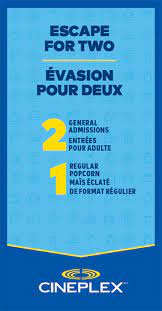 ESCAPE
FOR TWO
ÉVASION
POUR DEUX
2
GENERAL
ADMISSIONS
ENTRÉES
POUR ADULTE
1
REGULAR
POPCORN
MAÏS ÉCLATÉ
DE FORMAT RÉGULIER
CINEPLEX